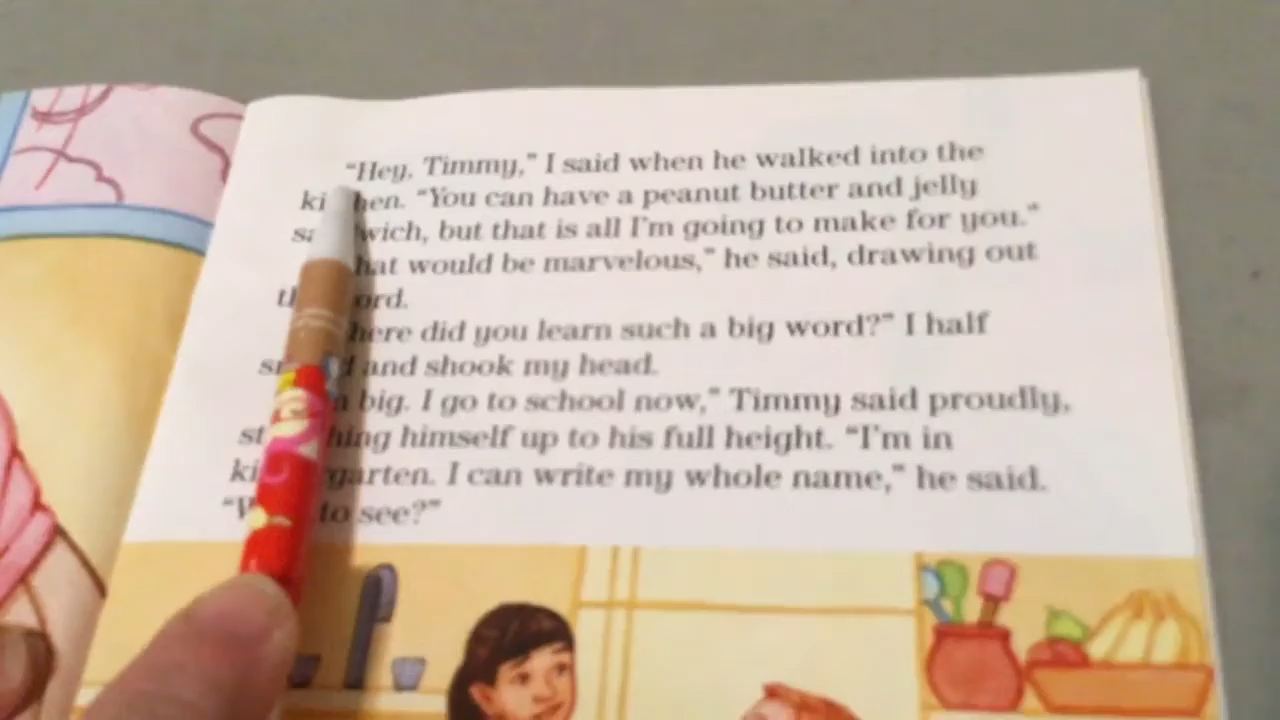 “Hey, Timmy,” I said when he walked into the
kitchen. “You can have a peanut butter and jelly
sandwich, but that is all I’m going to make for you.”
would be marvelous,” he said, drawing out
did you learn such a big word?” I half
and shook my head.
big. I go to school now,” Timmy said proudly,
himself up to his full height. “I’m in
kindergarten. I can write my whole name,” he said.
to see?”